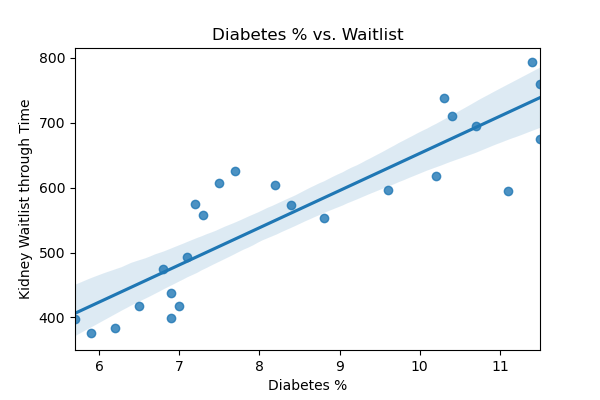 Diabetes % vs. Waitlist
Kidney Waitlist through Time
800
700
600
500
400
6 7 8 9 10 11
Diabetes %